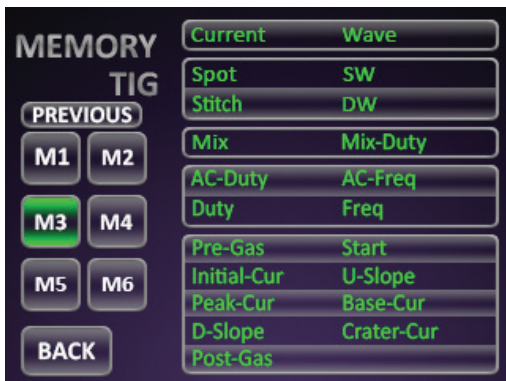 MEMORY
TIG
PREVIOUS
M1 M2
M3 M4
M5 M6
BACK
Current Wave
Spot SW
Stitch DW
Mix Mix-Duty
AC-Duty AC-Freq
Duty Freq
Pre-Gas Start
Initial-Cur U-Slope
Peak-Cur Base-Cur
D-Slope Crater-Cur
Post-Gas